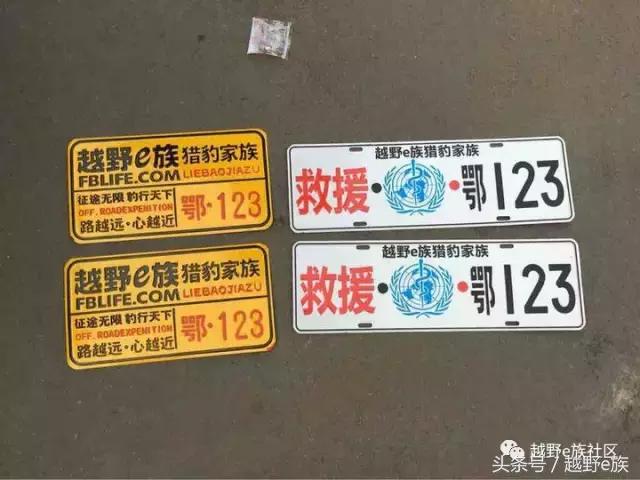 越野e族 猎豹家族
FBLIFE.COM LIEBAOJIAZU
征途无限 豹行天下
OFF.ROADEXPENITION
路越远·心越近
鄂·123
越野e族猎豹家族
救援·鄂123
越野e族 猎豹家族
FBLIFE.COM LIEBAOJIAZU
征途无限 豹行天下
OFF.ROADEXPENITION
路越远·心越近
鄂·123
越野e族猎豹家族
救援·鄂123
越野e族社区
头条号／越野e族